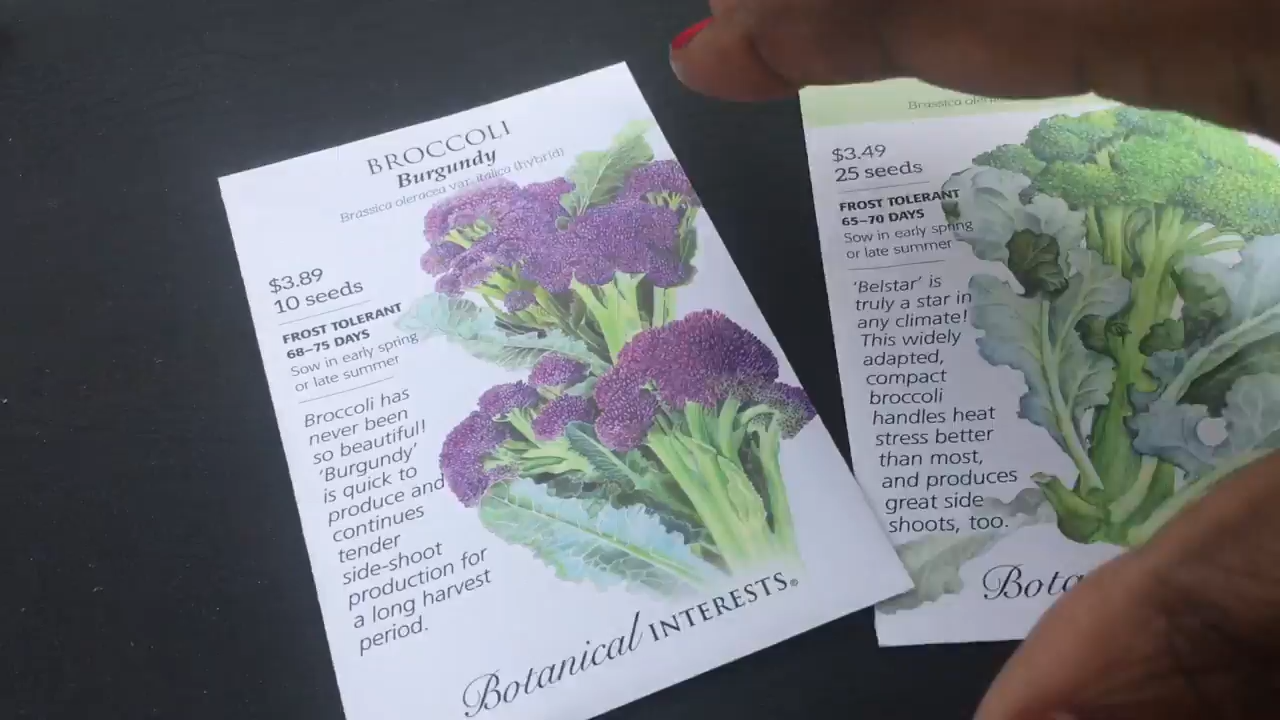 BROCCOLI
Burgundy
Brassica oleracea var. italica (hybrid)
$3.89
10 seeds
FROST TOLERANT
68–75 DAYS
Sow in early spring
or late summer
Broccoli has
never been
so beautiful!
‘Burgundy’
is quick to
produce and
continues
tender
side-shoot
production for
a long harvest
period.
Botanical INTERESTS®
Brassica
$3.49
25 seeds
FROST TOLERANT
65–70 DAYS
Sow in early spring
or late summer
‘Belstar’ is
truly a star in
any climate!
This widely
adapted,
compact
broccoli
handles heat
stress better
than most,
and produces
great side
shoots, too.
Bota